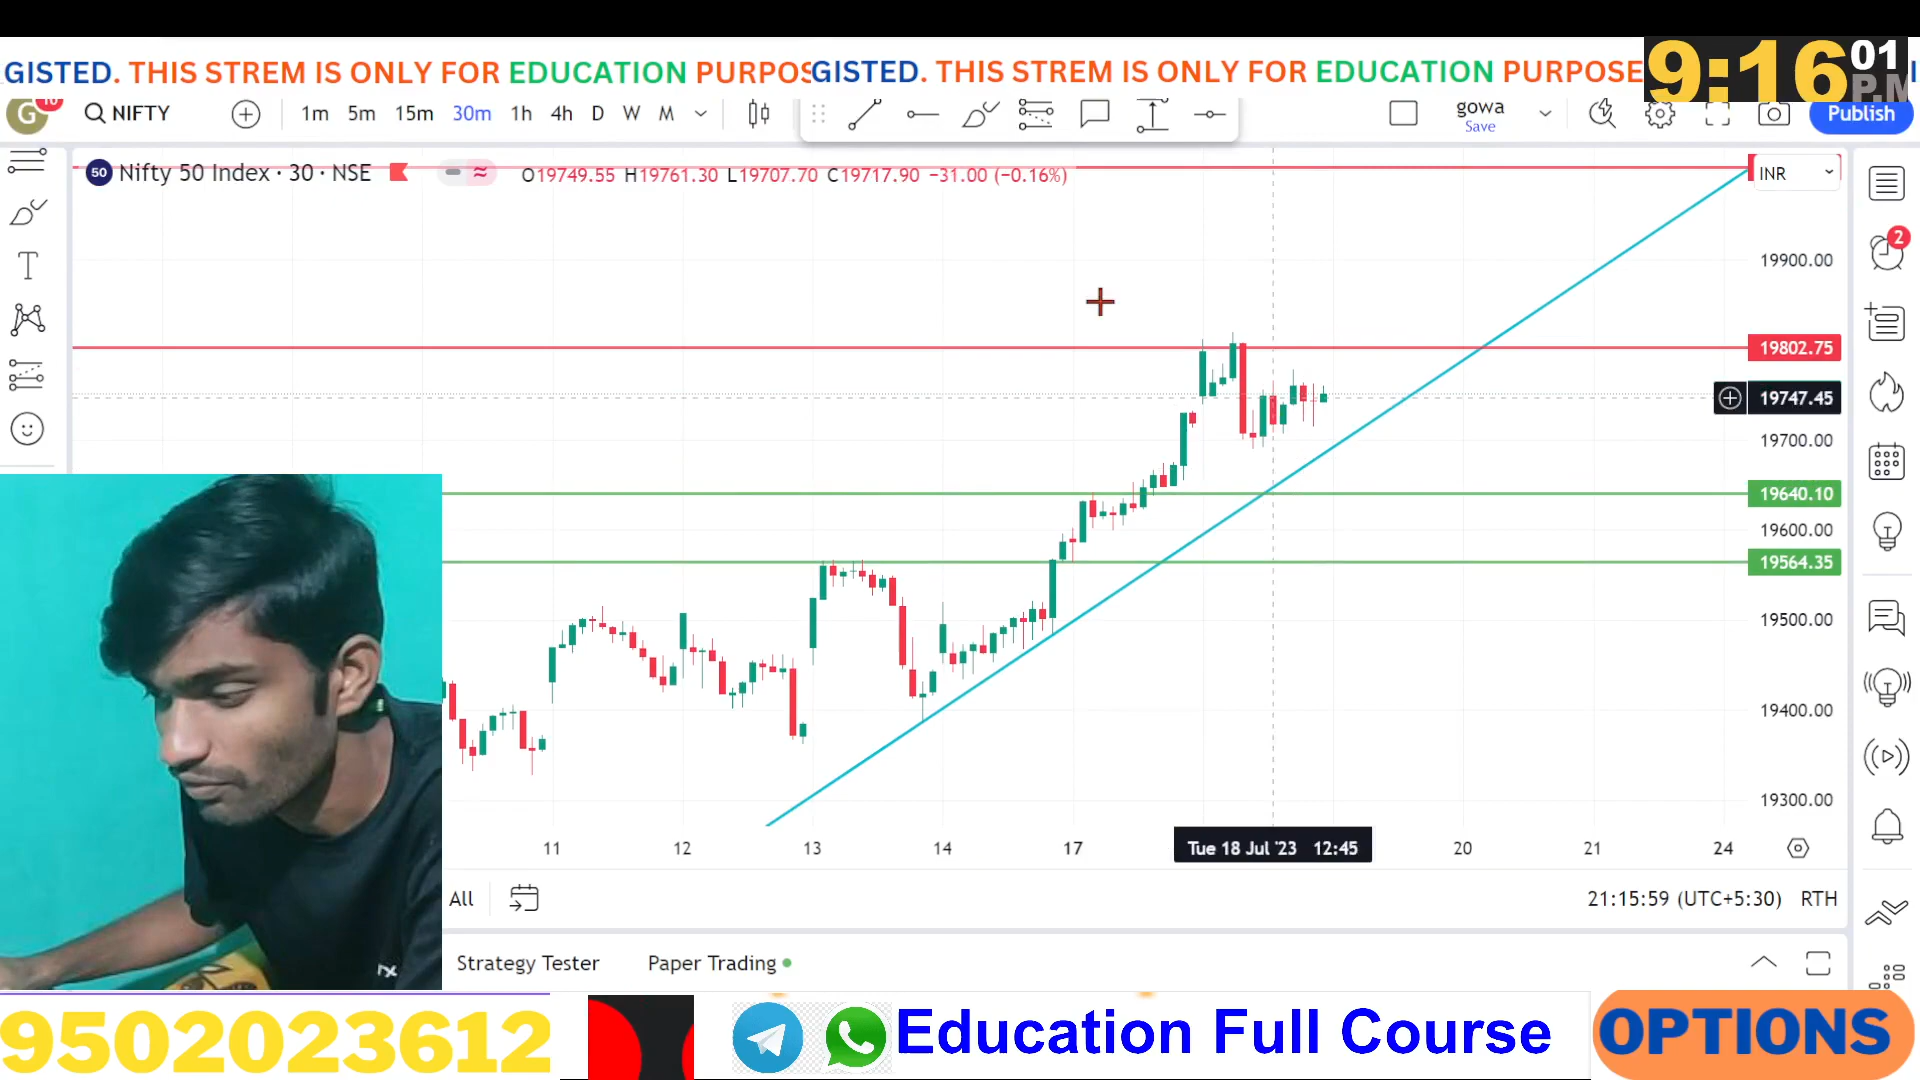 GISTED. THIS STREM IS ONLY FOR EDUCATION PURPOS
GISTED. THIS STREM IS ONLY FOR EDUCATION PURPOSE
9:16 01 P.M
G 10 NIFTY 1m 5m 15m 30m 1h 4h D W M gowa Save Publish
50 Nifty 50 Index · 30 · NSE O19749.55 H19761.30 L19707.70 C19717.90 −31.00 (−0.16%) INR
2
19900.00
19802.75
19747.45
19700.00
19640.10
19600.00
19564.35
19500.00
19400.00
19300.00
11 12 13 14 17 Tue 18 Jul '23 12:45 20 21 24
All 21:15:59 (UTC+5:30) RTH
Strategy Tester Paper Trading
9502023612 Education Full Course OPTIONS